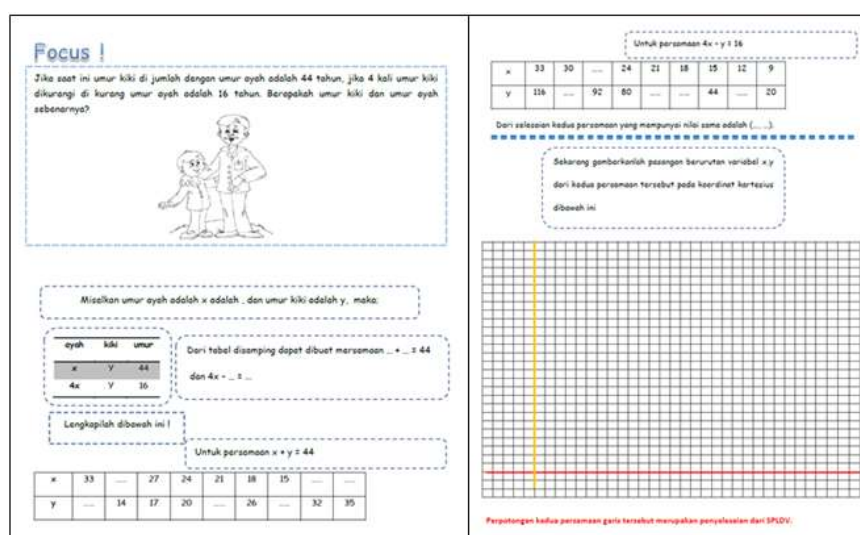 Focus !
Jika saat ini umur kiki di jumlah dengan umur ayah adalah 44 tahun, jika 4 kali umur kiki
dikurangi di kurang umur ayah adalah 16 tahun. Berapakah umur kiki dan umur ayah
sebenarnya?
Misalkan umur ayah adalah x adalah , dan umur kiki adalah y, maka;
ayah kiki umur
x y 44
4x y 16
Dari tabel disamping dapat dibuat mersamaan ... + ... = 44
dan 4x - ... = ...
Lengkapilah dibawah ini !
Untuk persamaan x + y = 44
x 33 ..... 27 24 21 18 15 ..... .....
y ..... 14 17 20 ..... 26 ..... 32 35
Untuk persamaan 4x - y = 16
x 33 30 ..... 24 21 18 15 12 9
y 116 ..... 92 80 ..... ..... 44 ..... 20
Dari selesaian kedua persamaan yang mempunyai nilai sama adalah (..., ...).
Sekarang gambarkanlah pasangan berurutan variabel x,y
dari kedua persamaan tersebut pada koordinat kartesius
dibawah ini
Perpotongan kedua persamaan garis tersebut merupakan penyelesaian dari SPLDV.